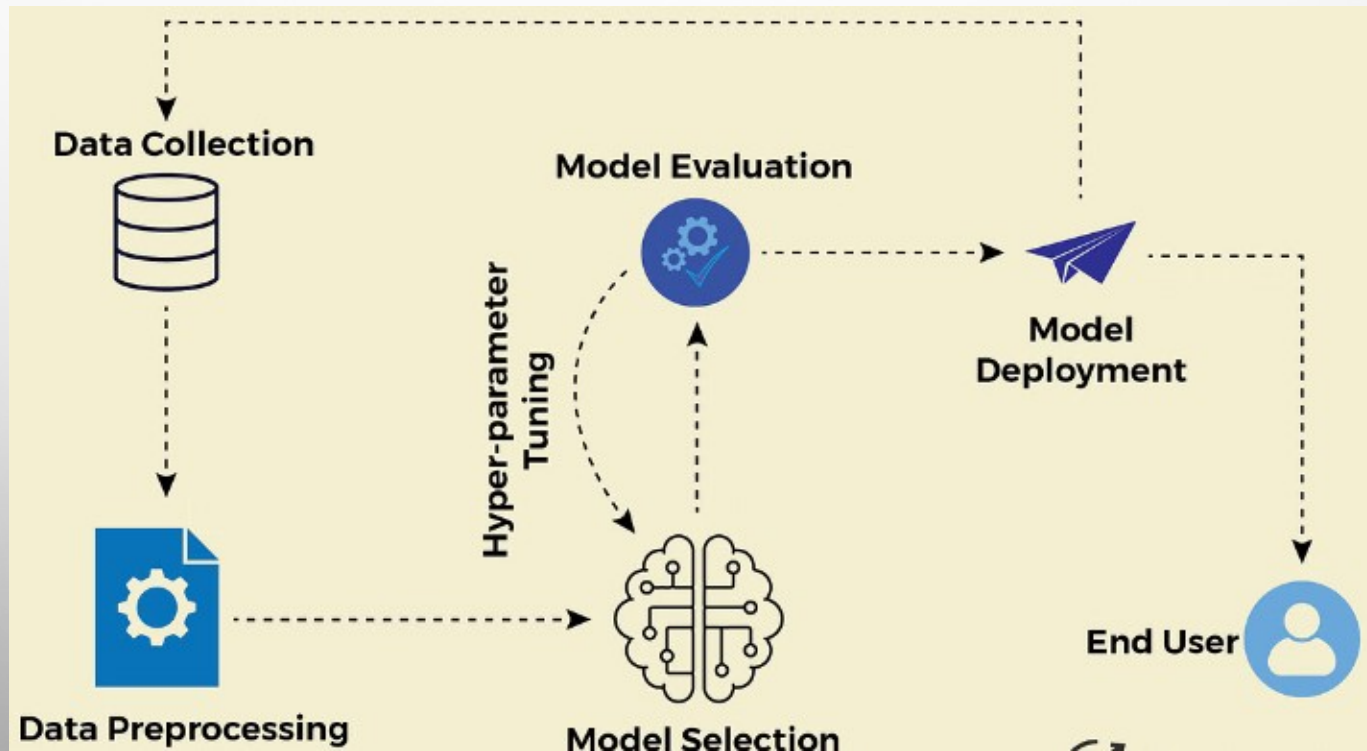 Data Collection
Model Evaluation
Hyper-parameter
Tuning
Model
Deployment
End User
Data Preprocessing
Model Selection